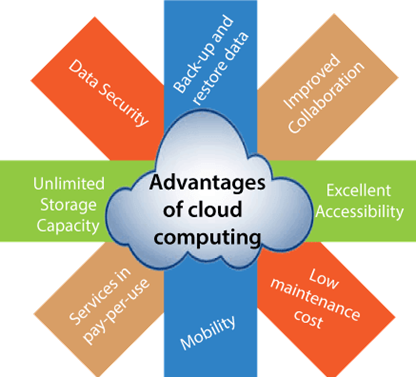 Advantages
of cloud
computing
Back-up and
restore data
Improved
Collaboration
Excellent
Accessibility
Low
maintenance
cost
Mobility
Services in
pay-per-use
Unlimited
Storage
Capacity
Data Security